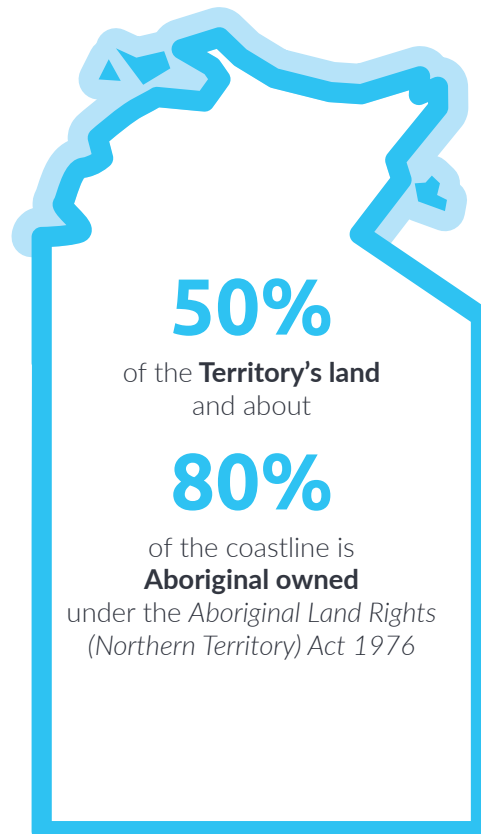 50%
of the Territory’s land
and about
80%
of the coastline is
Aboriginal owned
under the Aboriginal Land Rights
(Northern Territory) Act 1976